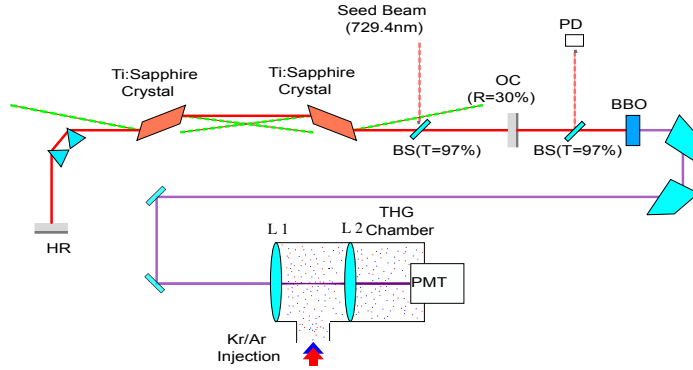 Seed Beam
(729.4nm)
PD
Ti:Sapphire
Crystal
Ti:Sapphire
Crystal
OC
(R=30%)
BBO
BS(T=97%)
BS(T=97%)
HR
L 1
L 2
THG
Chamber
PMT
Kr/Ar
Injection